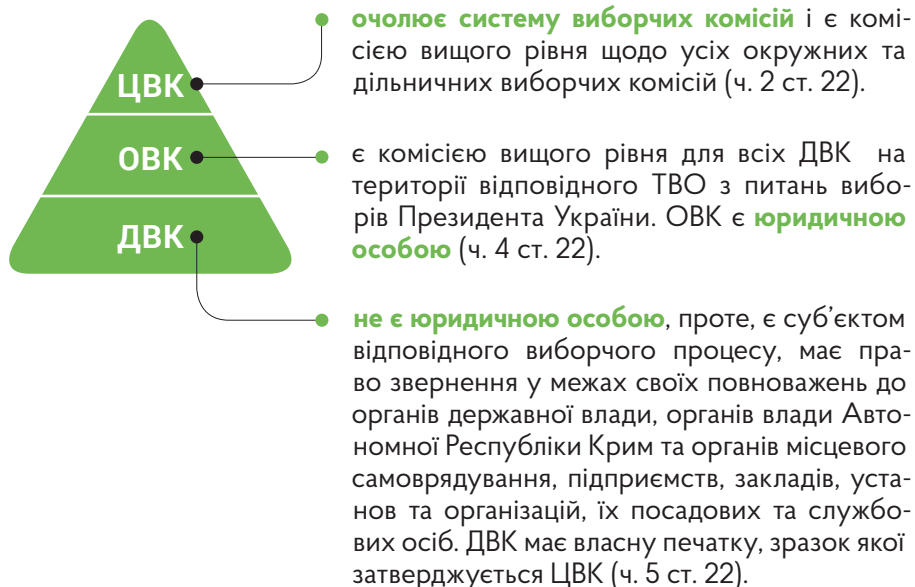 ЦВК
очолює систему виборчих комісій і є комі-
сією вищого рівня щодо усіх окружних та
дільничних виборчих комісій (ч. 2 ст. 22).
ОВК
є комісією вищого рівня для всіх ДВК на
території відповідного ТВО з питань вибо-
рів Президента України. ОВК є юридичною
особою (ч. 4 ст. 22).
ДВК
не є юридичною особою, проте, є суб’єктом
відповідного виборчого процесу, має пра-
во звернення у межах своїх повноважень до
органів державної влади, органів влади Авто-
номної Республіки Крим та органів місцевого
самоврядування, підприємств, закладів, уста-
нов та організацій, їх посадових та службо-
вих осіб. ДВК має власну печатку, зразок якої
затверджується ЦВК (ч. 5 ст. 22).